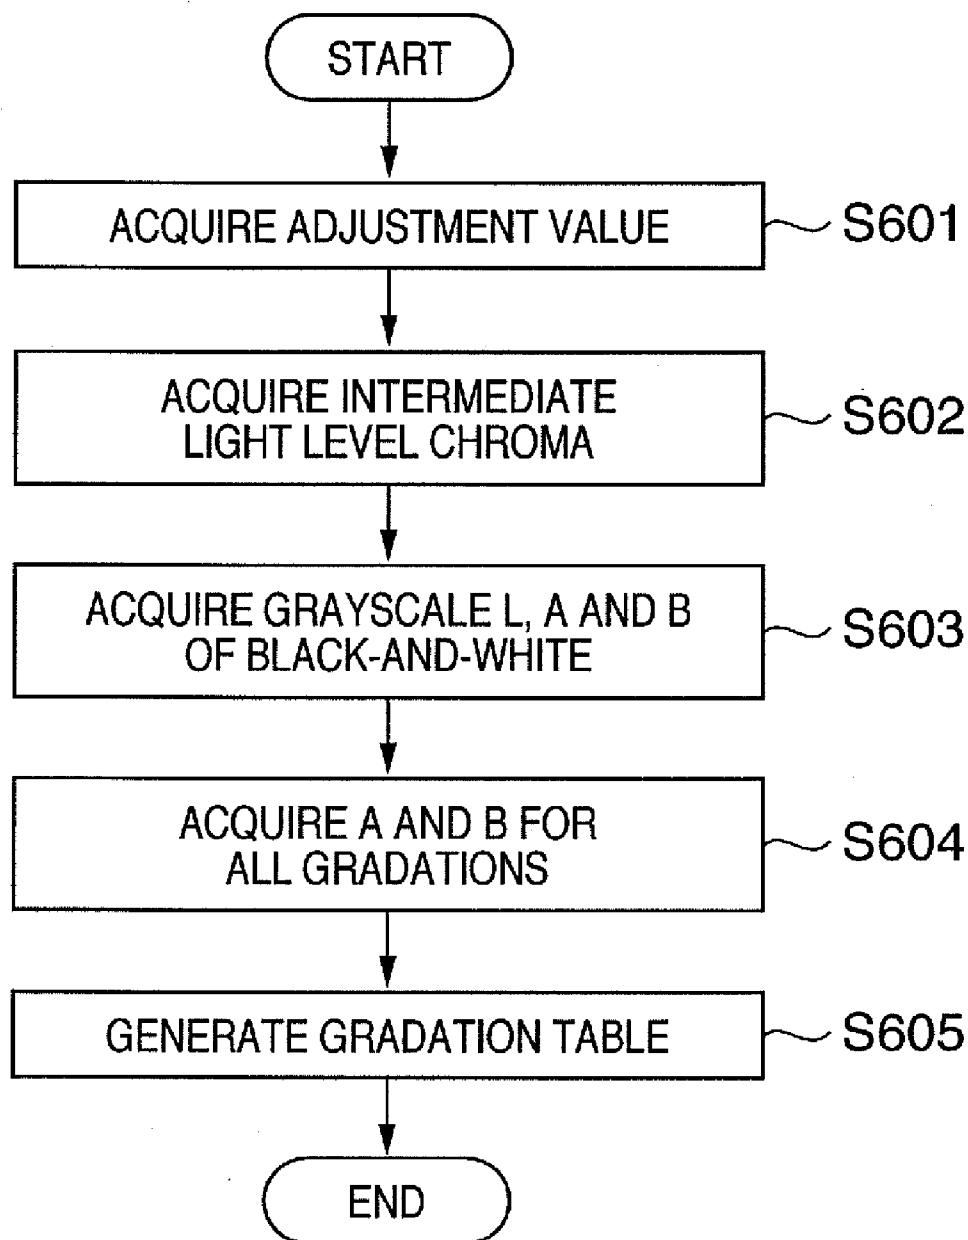 START
ACQUIRE ADJUSTMENT VALUE
S601
ACQUIRE INTERMEDIATE
LIGHT LEVEL CHROMA
S602
ACQUIRE GRAYSCALE L, A AND B
OF BLACK-AND-WHITE
S603
ACQUIRE A AND B FOR
ALL GRADATIONS
S604
GENERATE GRADATION TABLE
S605
END